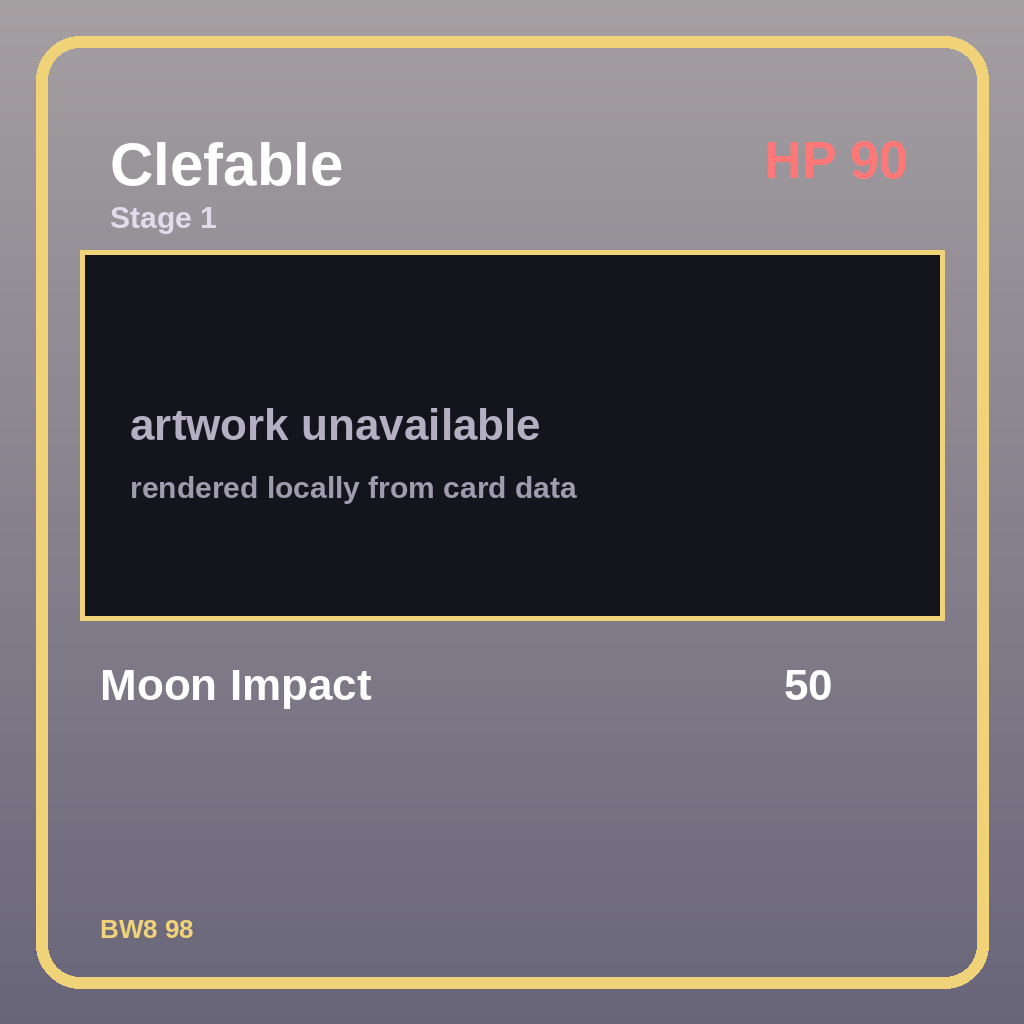 Clefable
HP 90
Stage 1
artwork unavailable
rendered locally from card data
Moon Impact
50
BW8 98